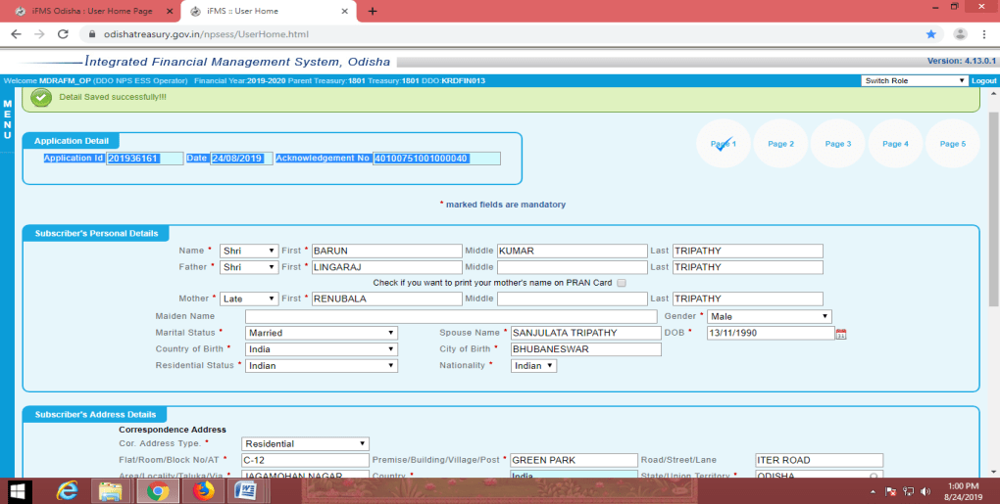 iFMS Odisha : User Home Page
iFMS :: User Home
odishatreasury.gov.in/npsess/UserHome.html
Integrated Financial Management System, Odisha
Version: 4.13.0.1
Welcome MDRAFM_OP (DDO NPS ESS Operator) Financial Year:2019-2020 Parent Treasury:1801 Treasury:1801 DDO:KRDFIN013
Switch Role
Logout
MENU
Detail Saved successfully!!!
Application Detail
Application Id 201936161 Date 24/08/2019 Acknowledgement No 40100751001000040
Page 1 Page 2 Page 3 Page 4 Page 5
* marked fields are mandatory
Subscriber's Personal Details
Name * Shri First * BARUN Middle KUMAR Last TRIPATHY
Father * Shri First * LINGARAJ Middle Last TRIPATHY
Check if you want to print your mother's name on PRAN Card
Mother * Late First * RENUBALA Middle Last TRIPATHY
Maiden Name Gender * Male
Marital Status * Married Spouse Name * SANJULATA TRIPATHY DOB * 13/11/1990
Country of Birth * India City of Birth * BHUBANESWAR
Residential Status * Indian Nationality * Indian
Subscriber's Address Details
Correspondence Address
Cor. Address Type. * Residential
Flat/Room/Block No/AT * C-12 Premise/Building/Village/Post * GREEN PARK Road/Street/Lane ITER ROAD
Area/Locality/Taluka/Via * JAGAMOHAN NAGAR Country * India State/Union Territory * ODISHA
1:00 PM
8/24/2019